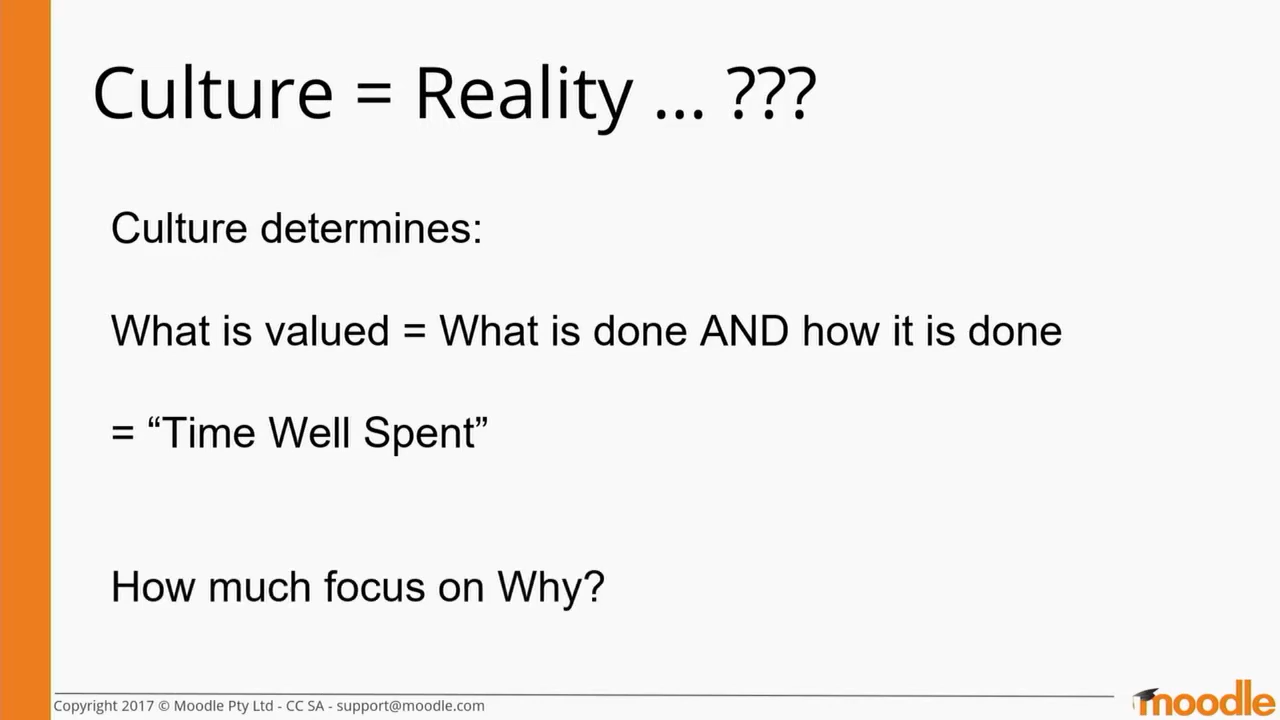 Culture = Reality ... ???
Culture determines:
What is valued = What is done AND how it is done
= “Time Well Spent”
How much focus on Why?
Copyright 2017 © Moodle Pty Ltd - CC SA - support@moodle.com
moodle